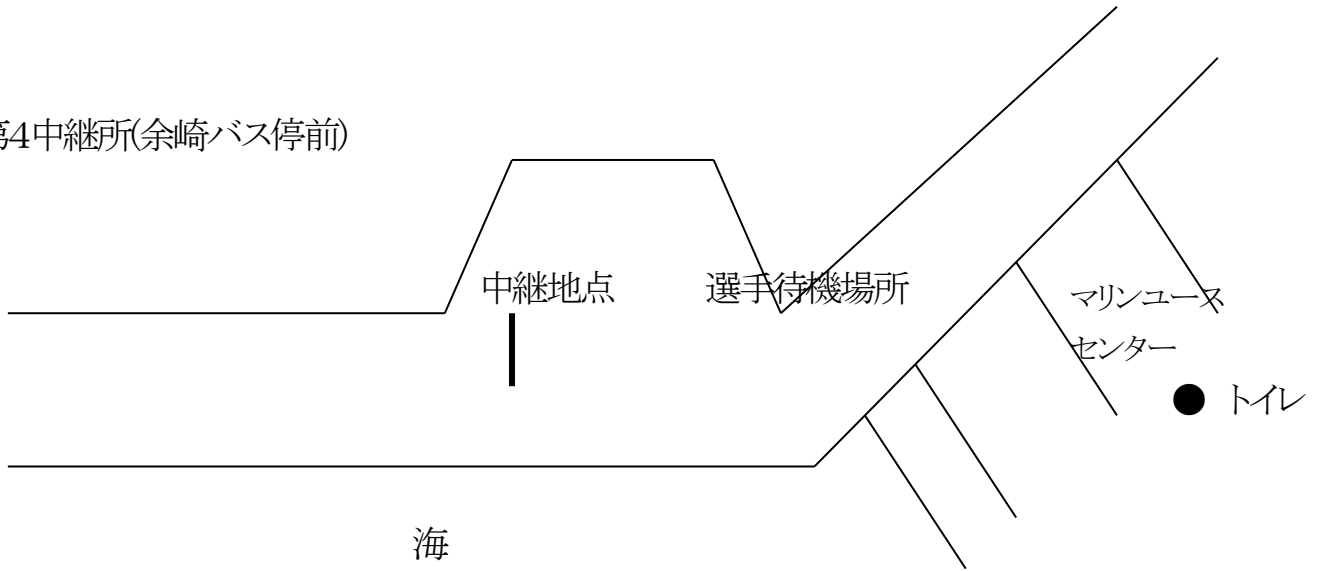 第4中継所(余崎バス停前)
中継地点
選手待機場所
マリンユース
センター
トイレ
海